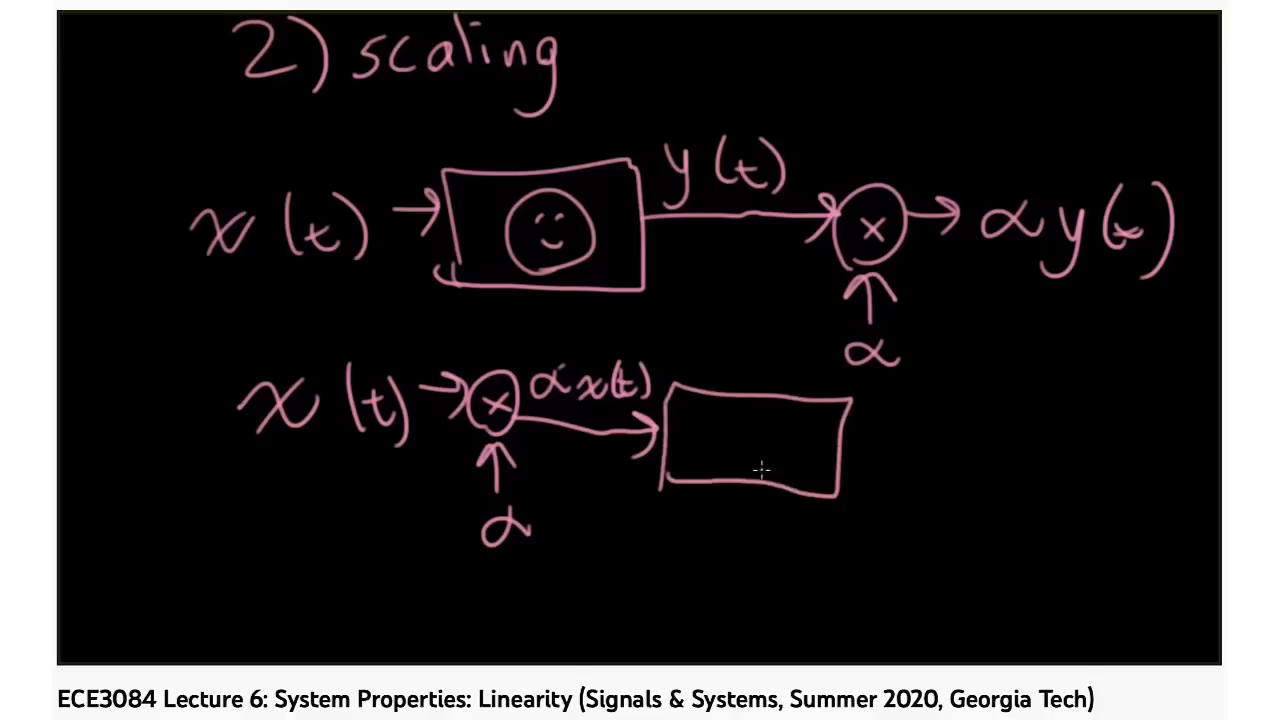 2) scaling
x(t) → y(t) → × → αy(t)
↑
α
x(t) → × αx(t) →
↑
α
ECE3084 Lecture 6: System Properties: Linearity (Signals & Systems, Summer 2020, Georgia Tech)